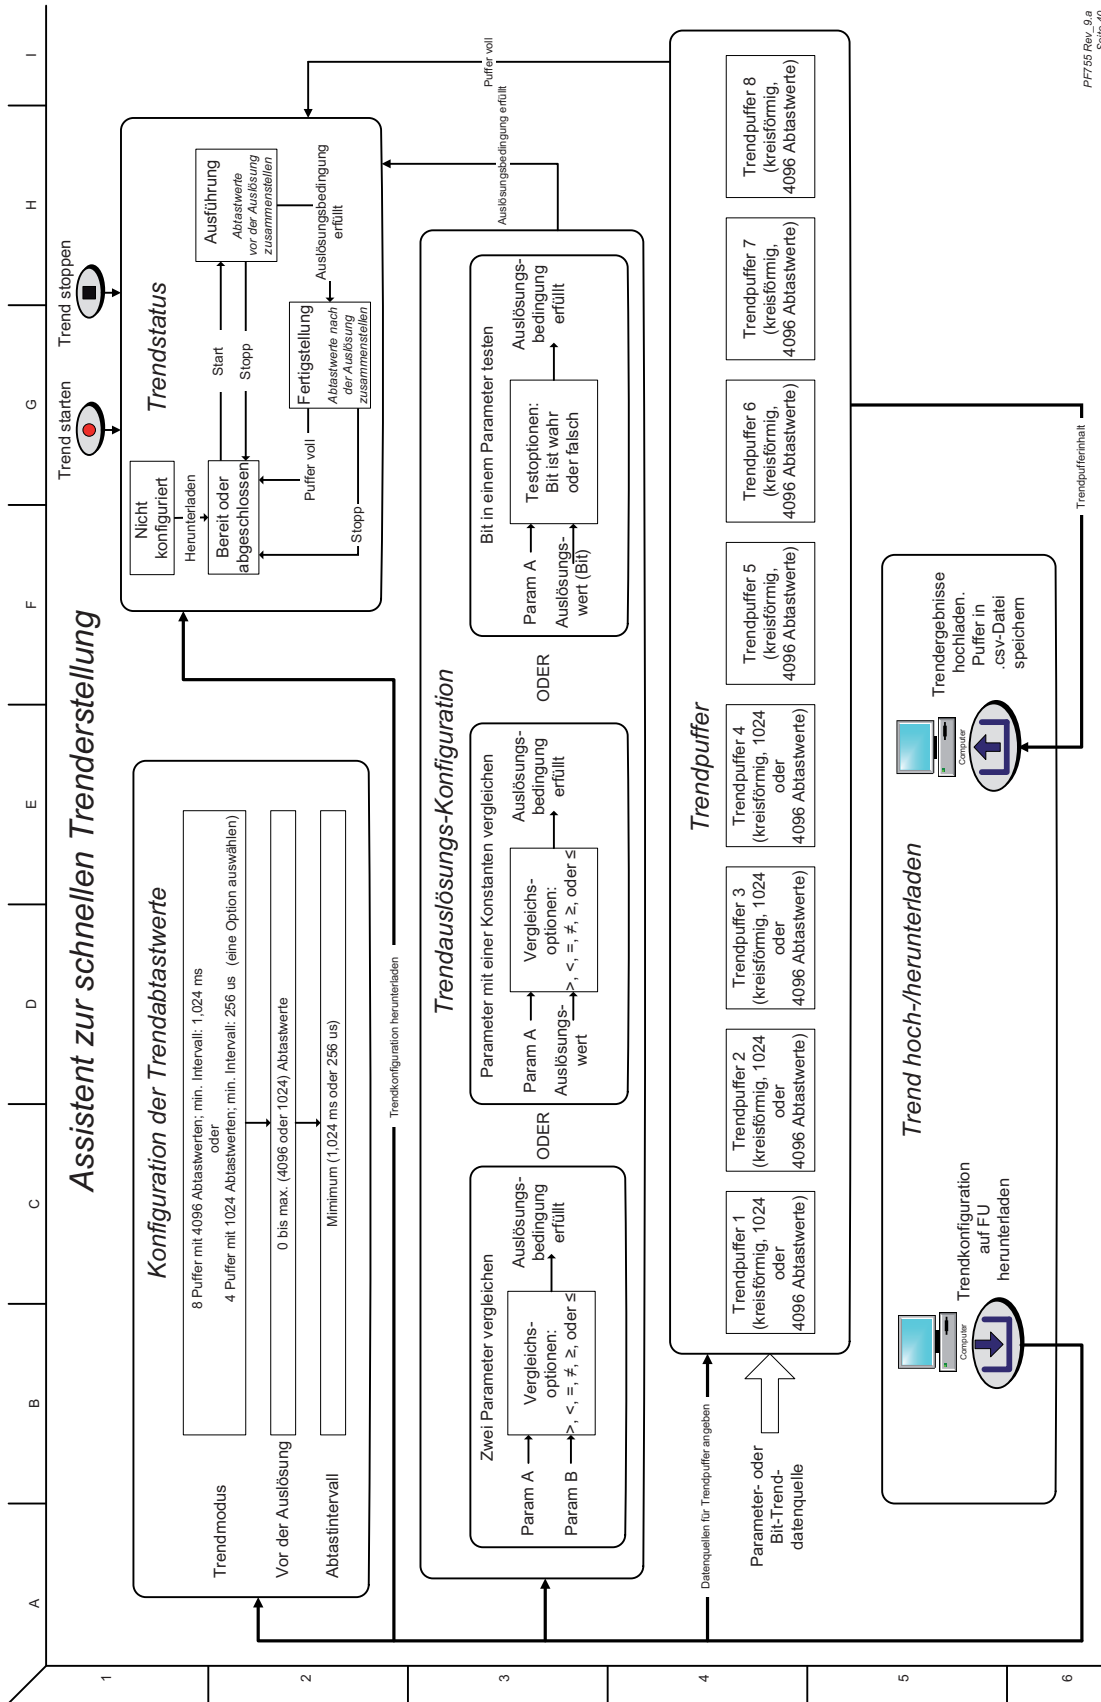 A
B
C
D
E
F
G
H
I
1
2
3
4
5
6
Assistent zur schnellen Trenderstellung
Trend starten
Trend stoppen
Konfiguration der Trendabtastwerte
Trendmodus
8 Puffer mit 4096 Abtastwerten; min. Intervall: 1,024 ms
oder
4 Puffer mit 1024 Abtastwerten; min. Intervall: 256 us (eine Option auswählen)
Vor der Auslösung
0 bis max. (4096 oder 1024) Abtastwerte
Abtastintervall
Mimimum (1,024 ms oder 256 us)
Trendstatus
Nicht
konfiguriert
Herunterladen
Bereit oder
abgeschlossen
Start
Stopp
Ausführung
Abtastwerte
vor der Auslösung
zusammenstellen
Auslösungsbedingung
erfüllt
Fertigstellung
Abtastwerte nach
der Auslösung
zusammenstellen
Puffer voll
Stopp
Trendkonfiguration herunterladen
Auslösungsbedingung erfüllt
Puffer voll
Trendauslösungs-Konfiguration
Zwei Parameter vergleichen
Param A
Param B
Vergleichs-
optionen:
>, <, =, ≠, ≥, oder ≤
Auslösungs-
bedingung
erfüllt
ODER
Parameter mit einer Konstanten vergleichen
Param A
Auslösungs-
wert
Vergleichs-
optionen:
>, <, =, ≠, ≥, oder ≤
Auslösungs-
bedingung
erfüllt
ODER
Bit in einem Parameter testen
Param A
Auslösungs-
wert (Bit)
Testoptionen:
Bit ist wahr
oder falsch
Auslösungs-
bedingung
erfüllt
Trendpuffer
Datenquellen für Trendpuffer angeben
Parameter- oder
Bit-Trend-
datenquelle
Trendpuffer 1
(kreisförmig, 1024
oder
4096 Abtastwerte)
Trendpuffer 2
(kreisförmig, 1024
oder
4096 Abtastwerte)
Trendpuffer 3
(kreisförmig, 1024
oder
4096 Abtastwerte)
Trendpuffer 4
(kreisförmig, 1024
oder
4096 Abtastwerte)
Trendpuffer 5
(kreisförmig,
4096 Abtastwerte)
Trendpuffer 6
(kreisförmig,
4096 Abtastwerte)
Trendpuffer 7
(kreisförmig,
4096 Abtastwerte)
Trendpuffer 8
(kreisförmig,
4096 Abtastwerte)
Trend hoch-/herunterladen
Computer
Trendkonfiguration
auf FU
herunterladen
Computer
Trendergebnisse
hochladen.
Puffer in
.csv-Datei
speichern
Trendpufferinhalt
PF755 Rev_9.a
Seite 40